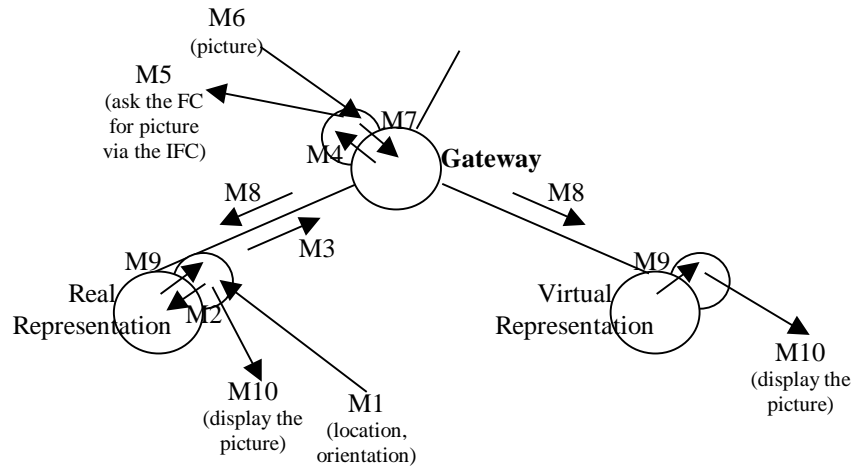 M6
(picture)
M5
(ask the FC
for picture
via the IFC)
M7
M4
Gateway
M8
M8
M3
M9
M9
Real
Representation
M2
Virtual
Representation
M10
(display the
picture)
M1
(location,
orientation)
M10
(display the
picture)